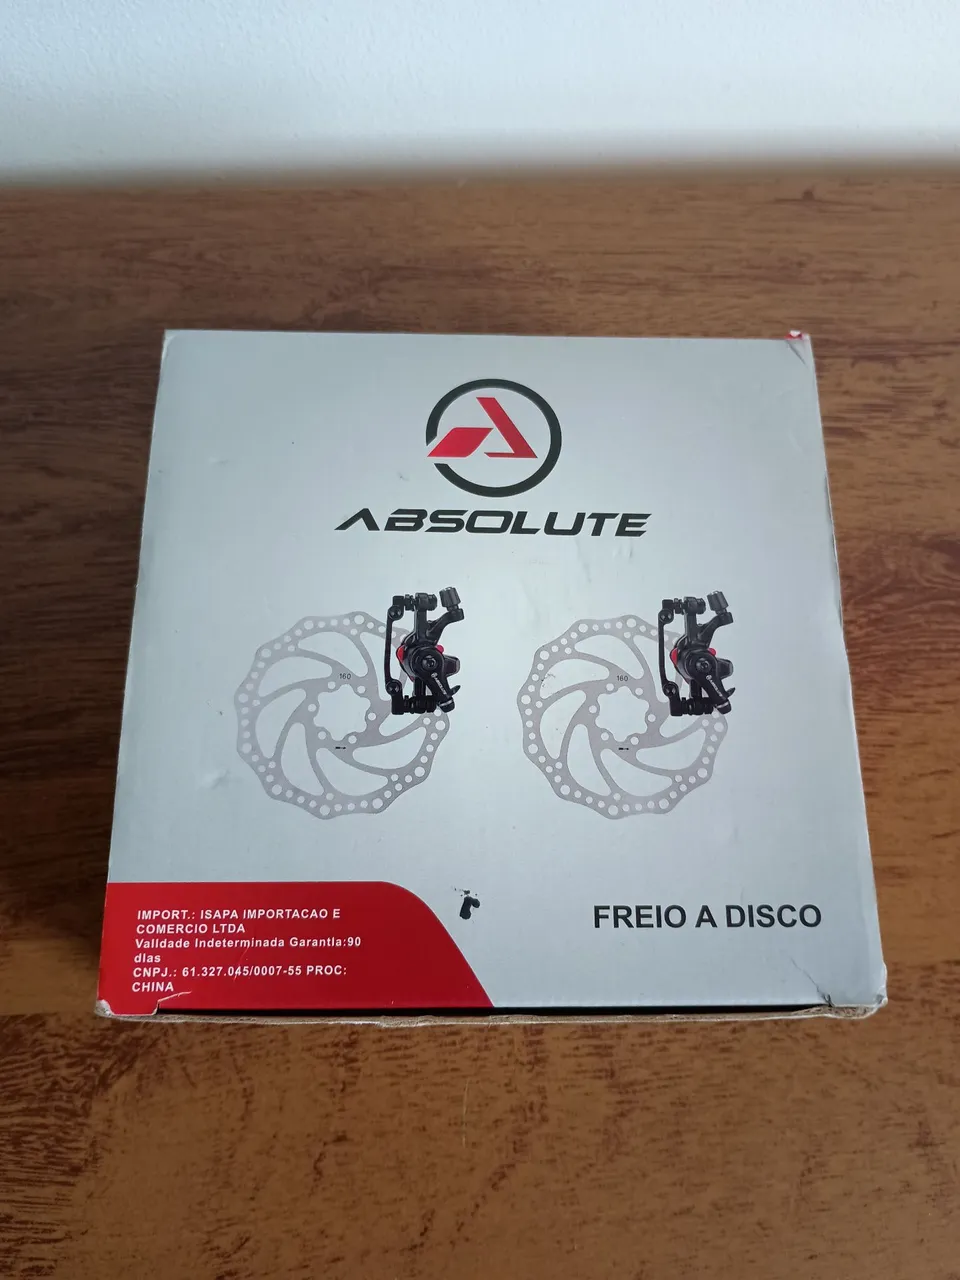 ABSOLUTE
160
160
FREIO A DISCO
IMPORT.: ISAPA IMPORTACAO E
COMERCIO LTDA
Validade Indeterminada Garantia:90
dias
CNPJ.: 61.327.045/0007-55 PROC:
CHINA